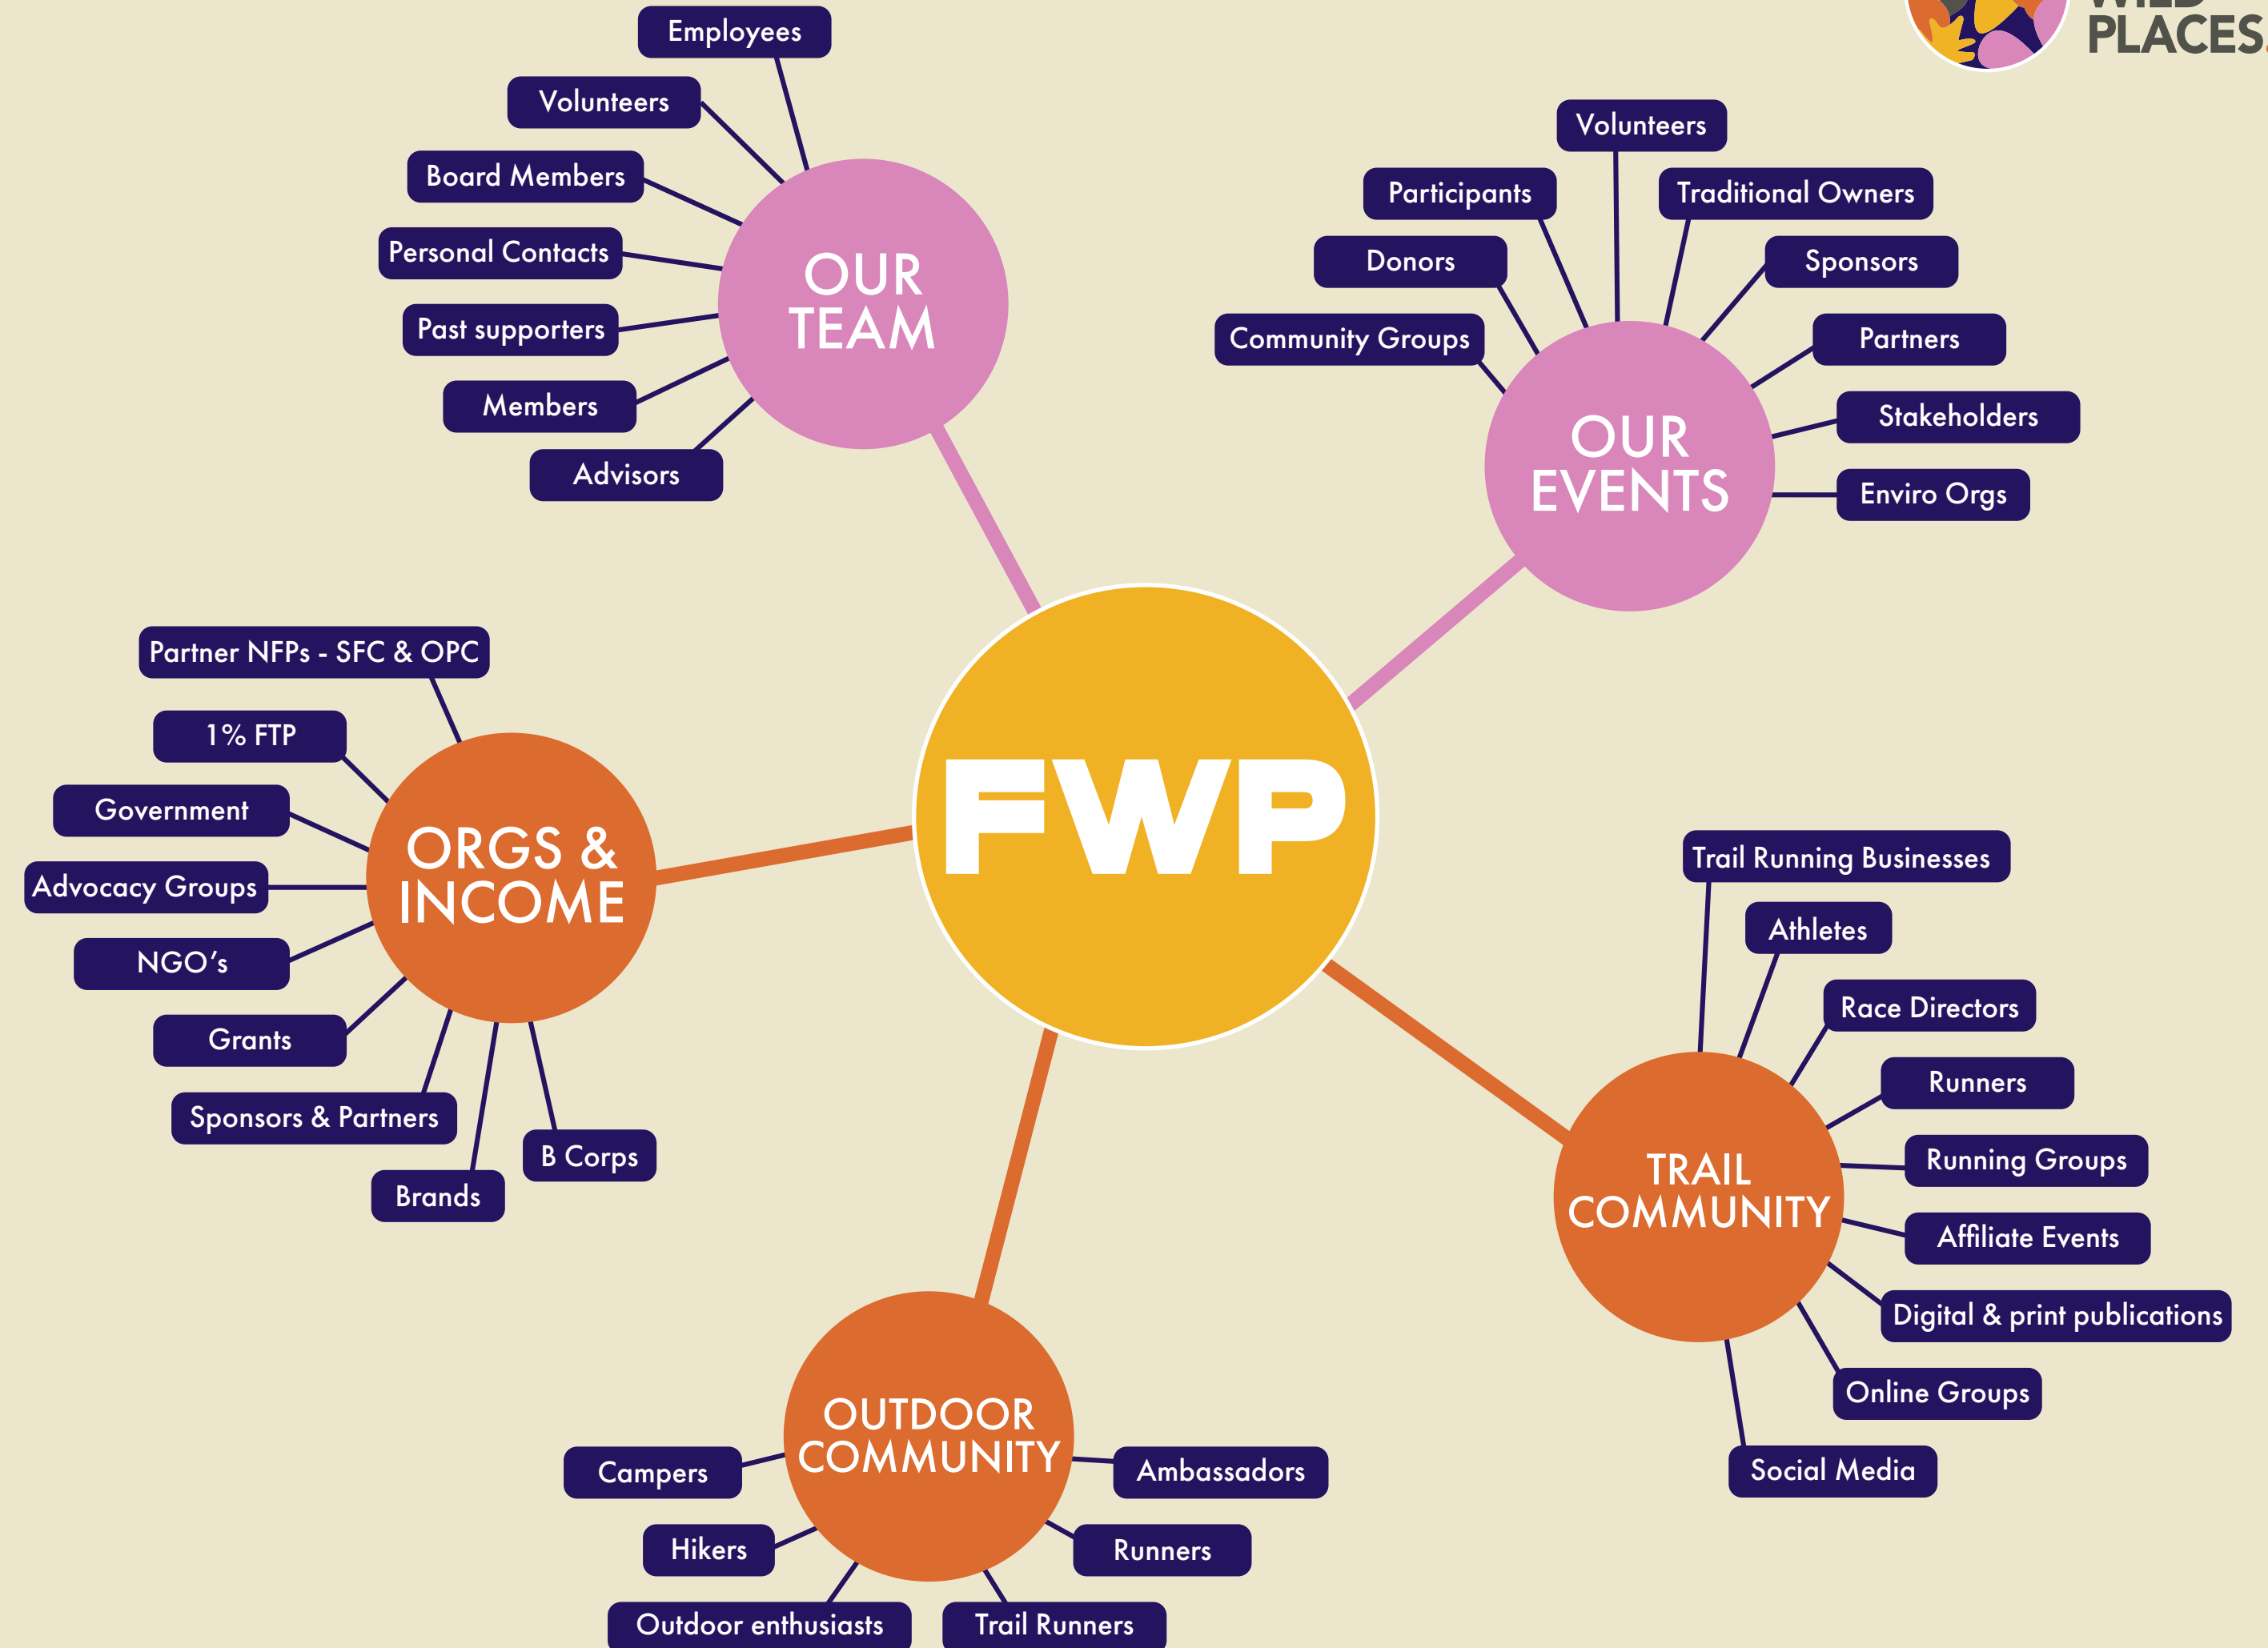 WILD
PLACES.
FWP
OUR
TEAM
Employees
Volunteers
Board Members
Personal Contacts
Past supporters
Members
Advisors
OUR
EVENTS
Volunteers
Participants
Traditional Owners
Donors
Sponsors
Community Groups
Partners
Stakeholders
Enviro Orgs
ORGS &
INCOME
Partner NFPs - SFC & OPC
1% FTP
Government
Advocacy Groups
NGO’s
Grants
Sponsors & Partners
Brands
B Corps
TRAIL
COMMUNITY
Trail Running Businesses
Athletes
Race Directors
Runners
Running Groups
Affiliate Events
Digital & print publications
Online Groups
Social Media
OUTDOOR
COMMUNITY
Campers
Hikers
Outdoor enthusiasts
Trail Runners
Runners
Ambassadors